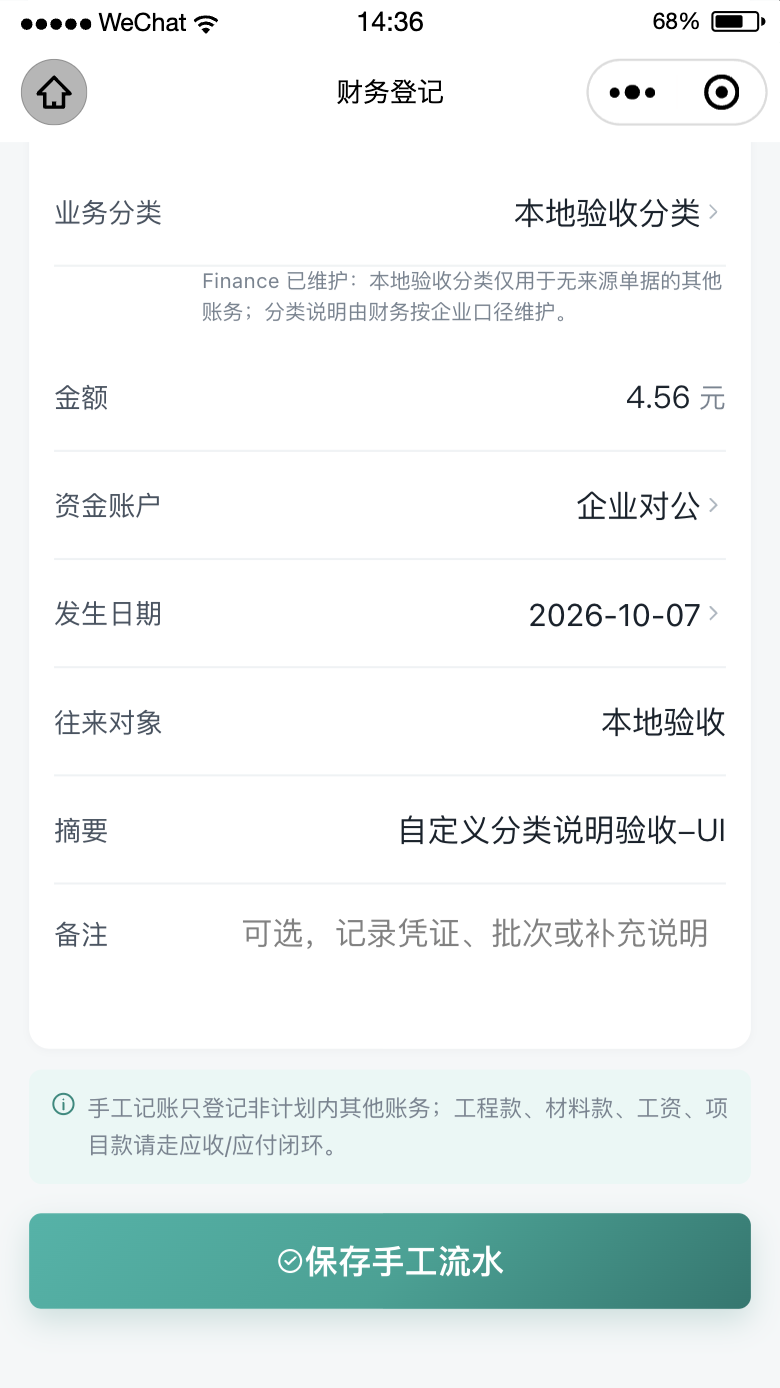 WeChat 14:36 68%
财务登记
业务分类 本地验收分类
Finance 已维护：本地验收分类仅用于无来源单据的其他
账务；分类说明由财务按企业口径维护。
金额 4.56 元
资金账户 企业对公
发生日期 2026-10-07
往来对象 本地验收
摘要 自定义分类说明验收–UI
备注 可选，记录凭证、批次或补充说明
手工记账只登记非计划内其他账务；工程款、材料款、工资、项
目款请走应收/应付闭环。
保存手工流水